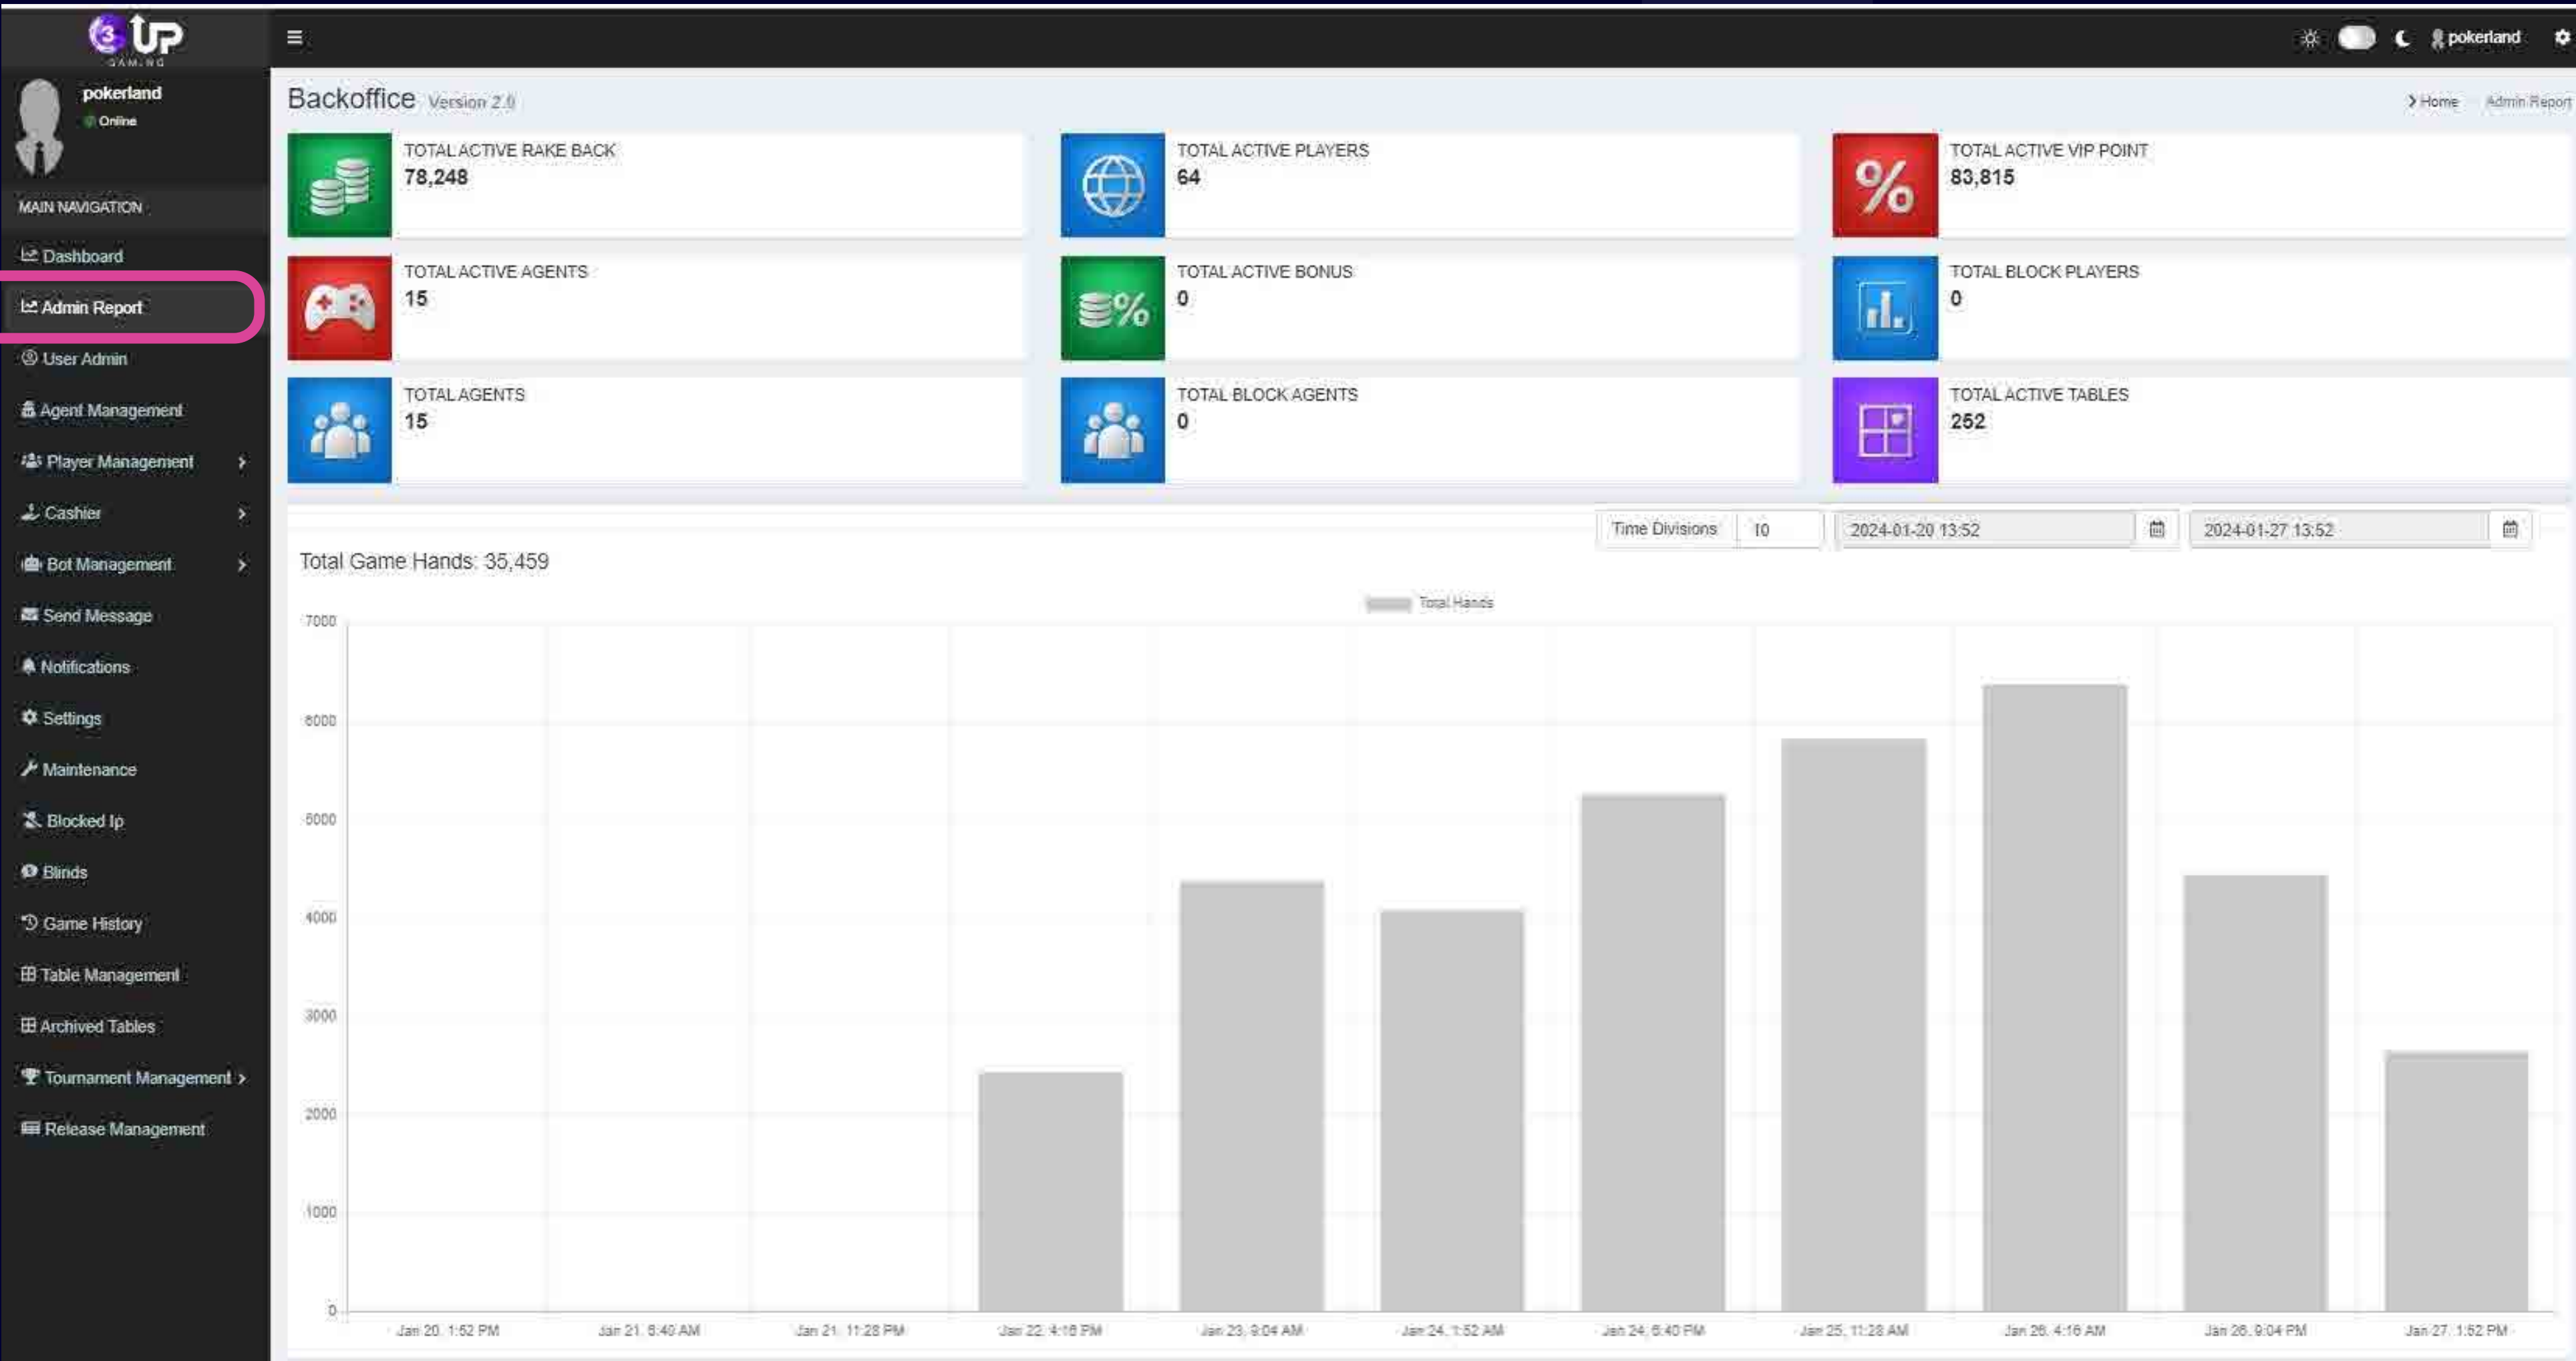 3 UP
GAMING
pokerland
pokerland
Online
Backoffice Version 2.0
Home Admin Report
MAIN NAVIGATION
Dashboard
Admin Report
User Admin
Agent Management
Player Management
Cashier
Bot Management
Send Message
Notifications
Settings
Maintenance
Blocked Ip
Blinds
Game History
Table Management
Archived Tables
Tournament Management
Release Management
TOTAL ACTIVE RAKE BACK
78,248
TOTAL ACTIVE PLAYERS
64
TOTAL ACTIVE VIP POINT
83,815
TOTAL ACTIVE AGENTS
15
TOTAL ACTIVE BONUS
0
TOTAL BLOCK PLAYERS
0
TOTAL AGENTS
15
TOTAL BLOCK AGENTS
0
TOTAL ACTIVE TABLES
252
Time Divisions 10 2024-01-20 13:52 2024-01-27 13:52
Total Game Hands: 35,459
Total Hands
7000
6000
5000
4000
3000
2000
1000
0
Jan 20, 1:52 PM
Jan 21, 6:40 AM
Jan 21, 11:28 PM
Jan 22, 4:16 PM
Jan 23, 9:04 AM
Jan 24, 1:52 AM
Jan 24, 6:40 PM
Jan 25, 11:28 AM
Jan 26, 4:16 AM
Jan 26, 9:04 PM
Jan 27, 1:52 PM